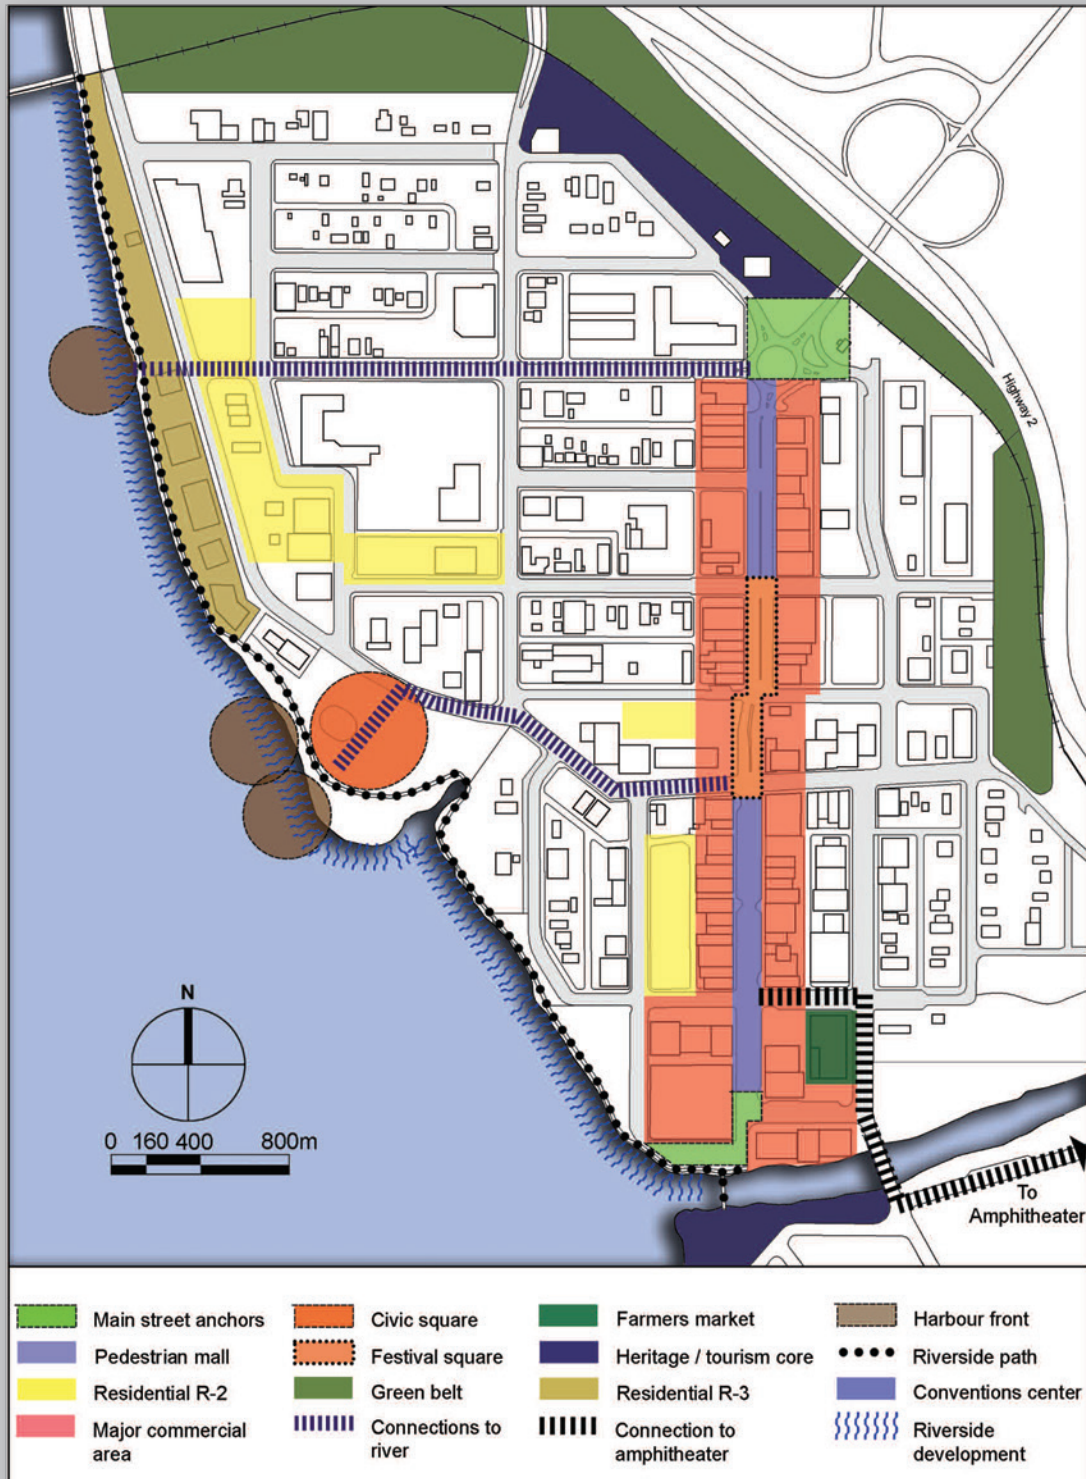 Highway 2
N
0 160 400 800m
To
Amphitheater
Main street anchors
Civic square
Farmers market
Harbour front
Pedestrian mall
Festival square
Heritage / tourism core
Riverside path
Residential R-2
Green belt
Residential R-3
Conventions center
Major commercial
area
Connections to
river
Connection to
amphitheater
Riverside
development